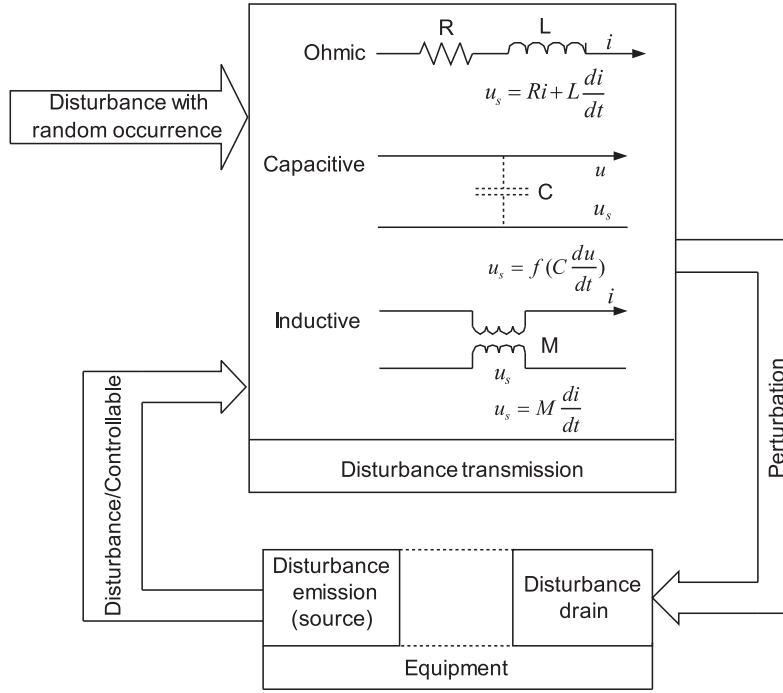 R
L
i
Ohmic
u_s = Ri + L di/dt
Disturbance with
random occurrence
Capacitive
u
C
u_s
u_s = f(C du/dt)
i
Inductive
M
u_s
u_s = M di/dt
Disturbance transmission
Disturbance/Controllable
Perturbation
Disturbance
emission
(source)
Disturbance
drain
Equipment